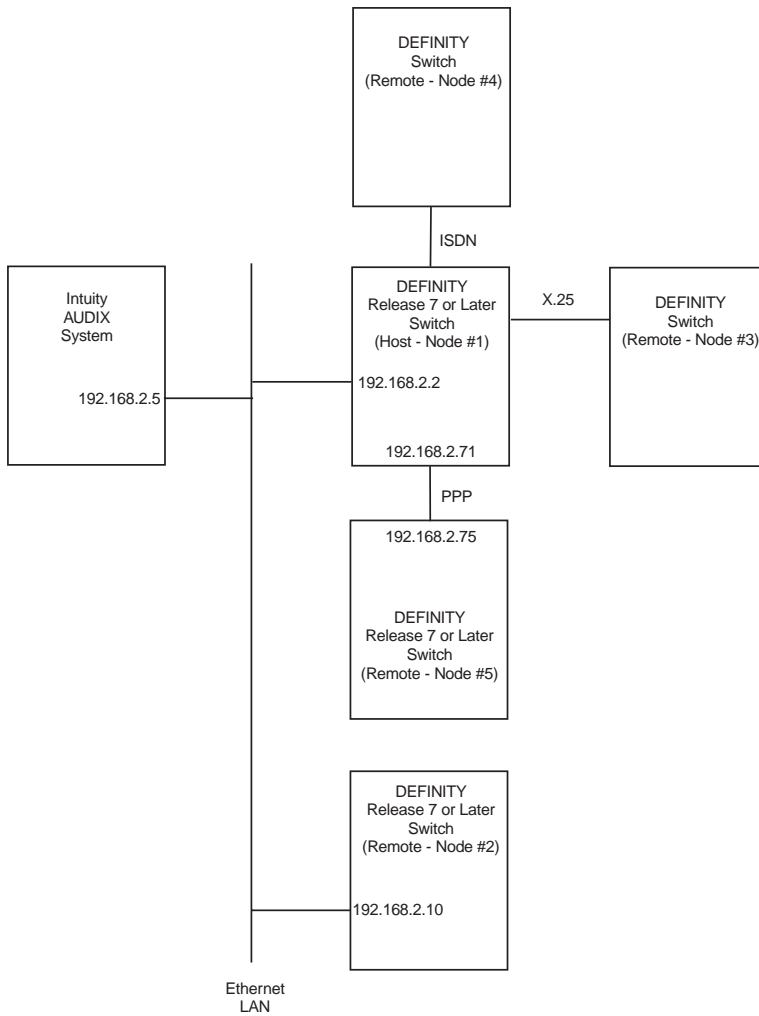 DEFINITY
Switch
(Remote - Node #4)
ISDN
Intuity
AUDIX
System
192.168.2.5
DEFINITY
Release 7 or Later
Switch
(Host - Node #1)
192.168.2.2
192.168.2.71
X.25
DEFINITY
Switch
(Remote - Node #3)
PPP
192.168.2.75
DEFINITY
Release 7 or Later
Switch
(Remote - Node #5)
DEFINITY
Release 7 or Later
Switch
(Remote - Node #2)
192.168.2.10
Ethernet
LAN